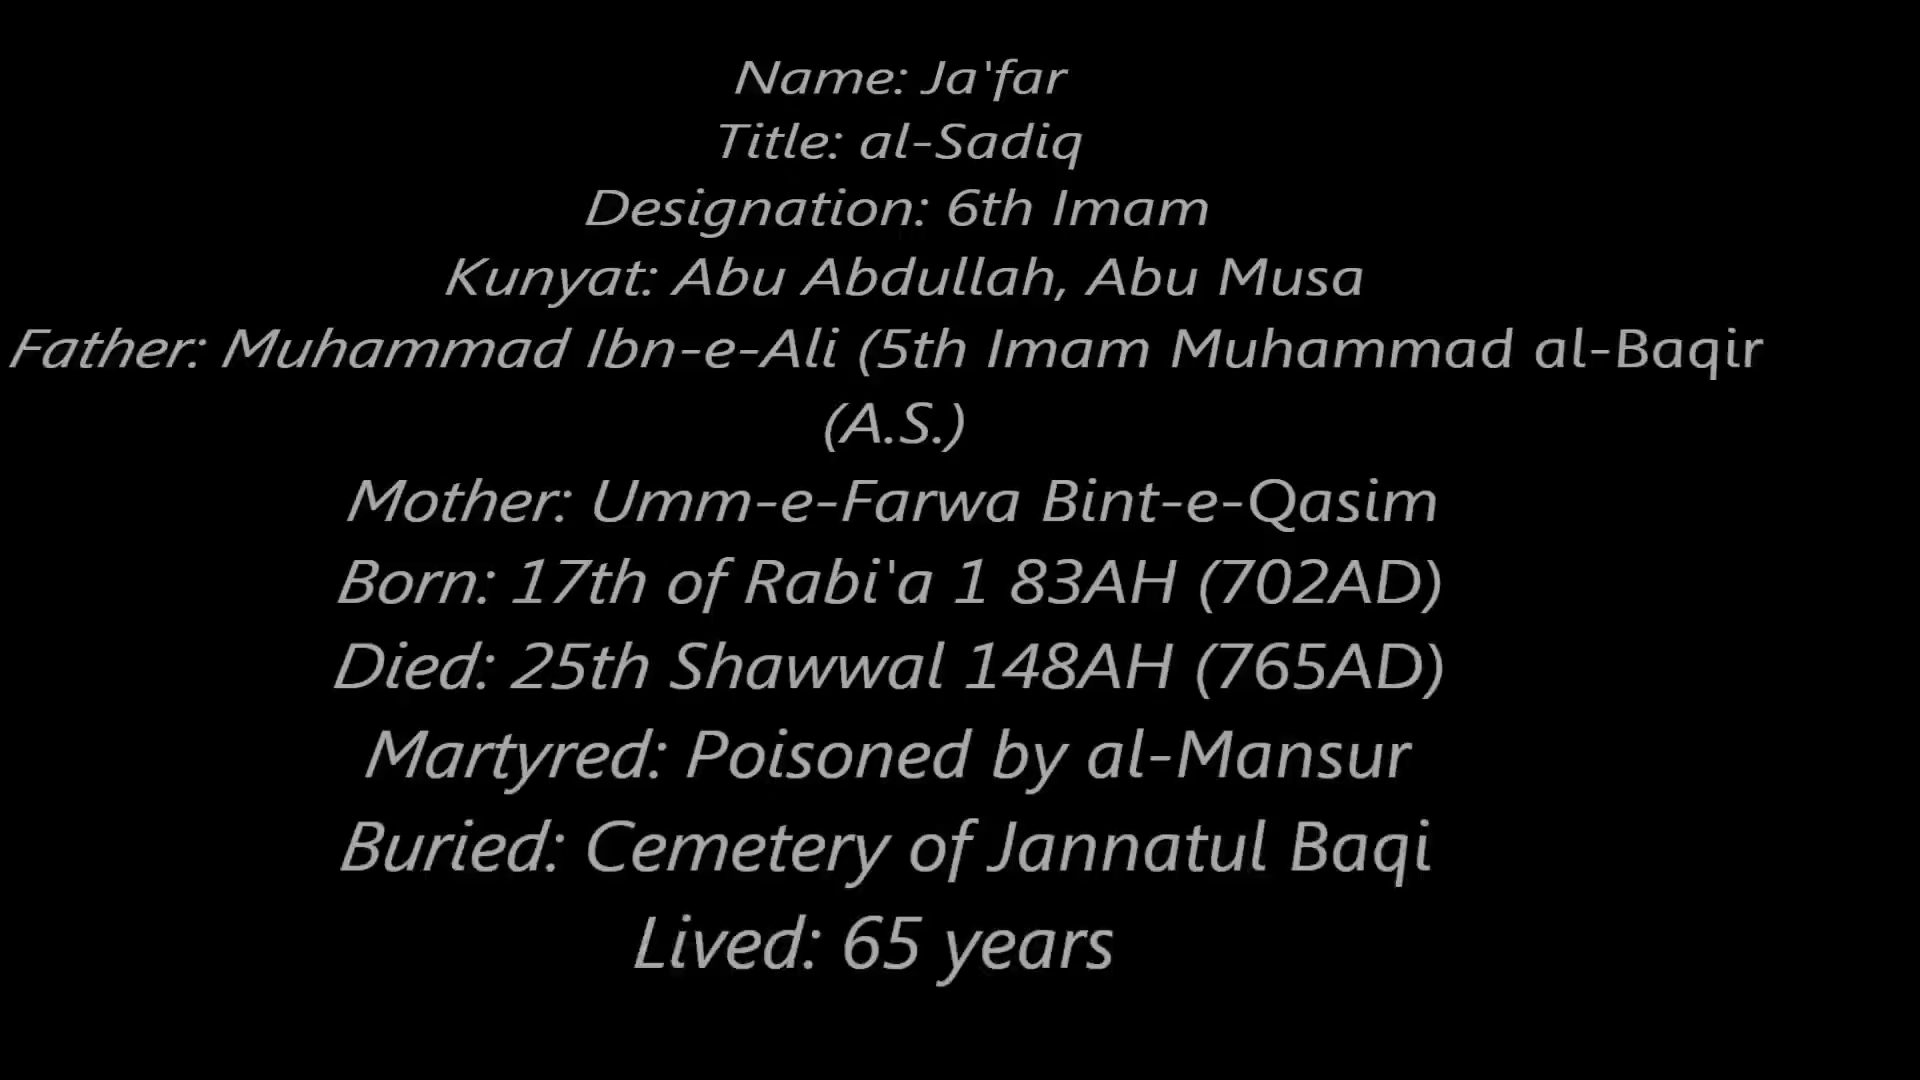 Name: Ja'far
Title: al-Sadiq
Designation: 6th Imam
Kunyat: Abu Abdullah, Abu Musa
Father: Muhammad Ibn-e-Ali (5th Imam Muhammad al-Baqir
(A.S.)
Mother: Umm-e-Farwa Bint-e-Qasim
Born: 17th of Rabi'a 1 83AH (702AD)
Died: 25th Shawwal 148AH (765AD)
Martyred: Poisoned by al-Mansur
Buried: Cemetery of Jannatul Baqi
Lived: 65 years